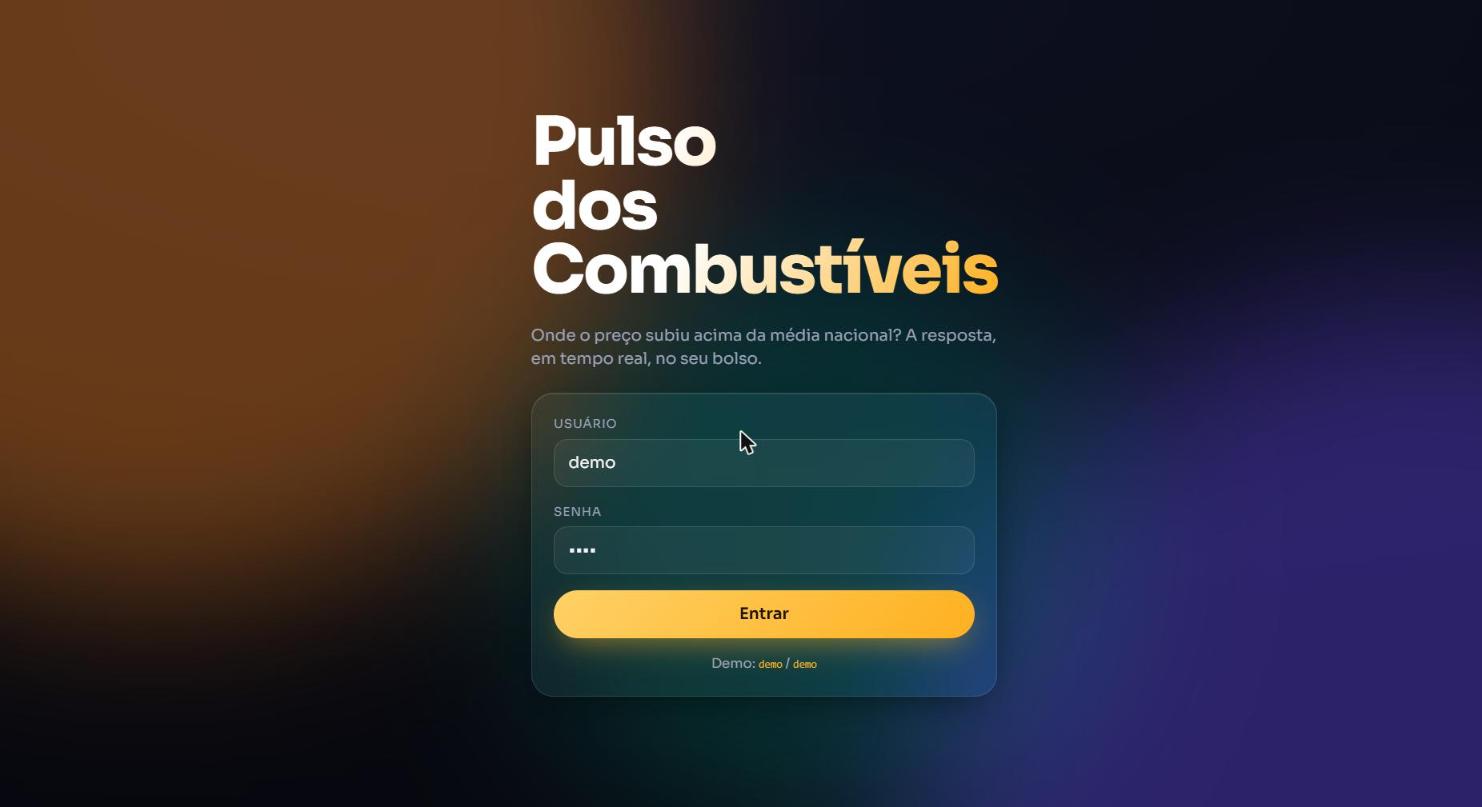 Pulso
dos
Combustíveis
Onde o preço subiu acima da média nacional? A resposta,
em tempo real, no seu bolso.
USUÁRIO
demo
SENHA
••••
Entrar
Demo: demo / demo